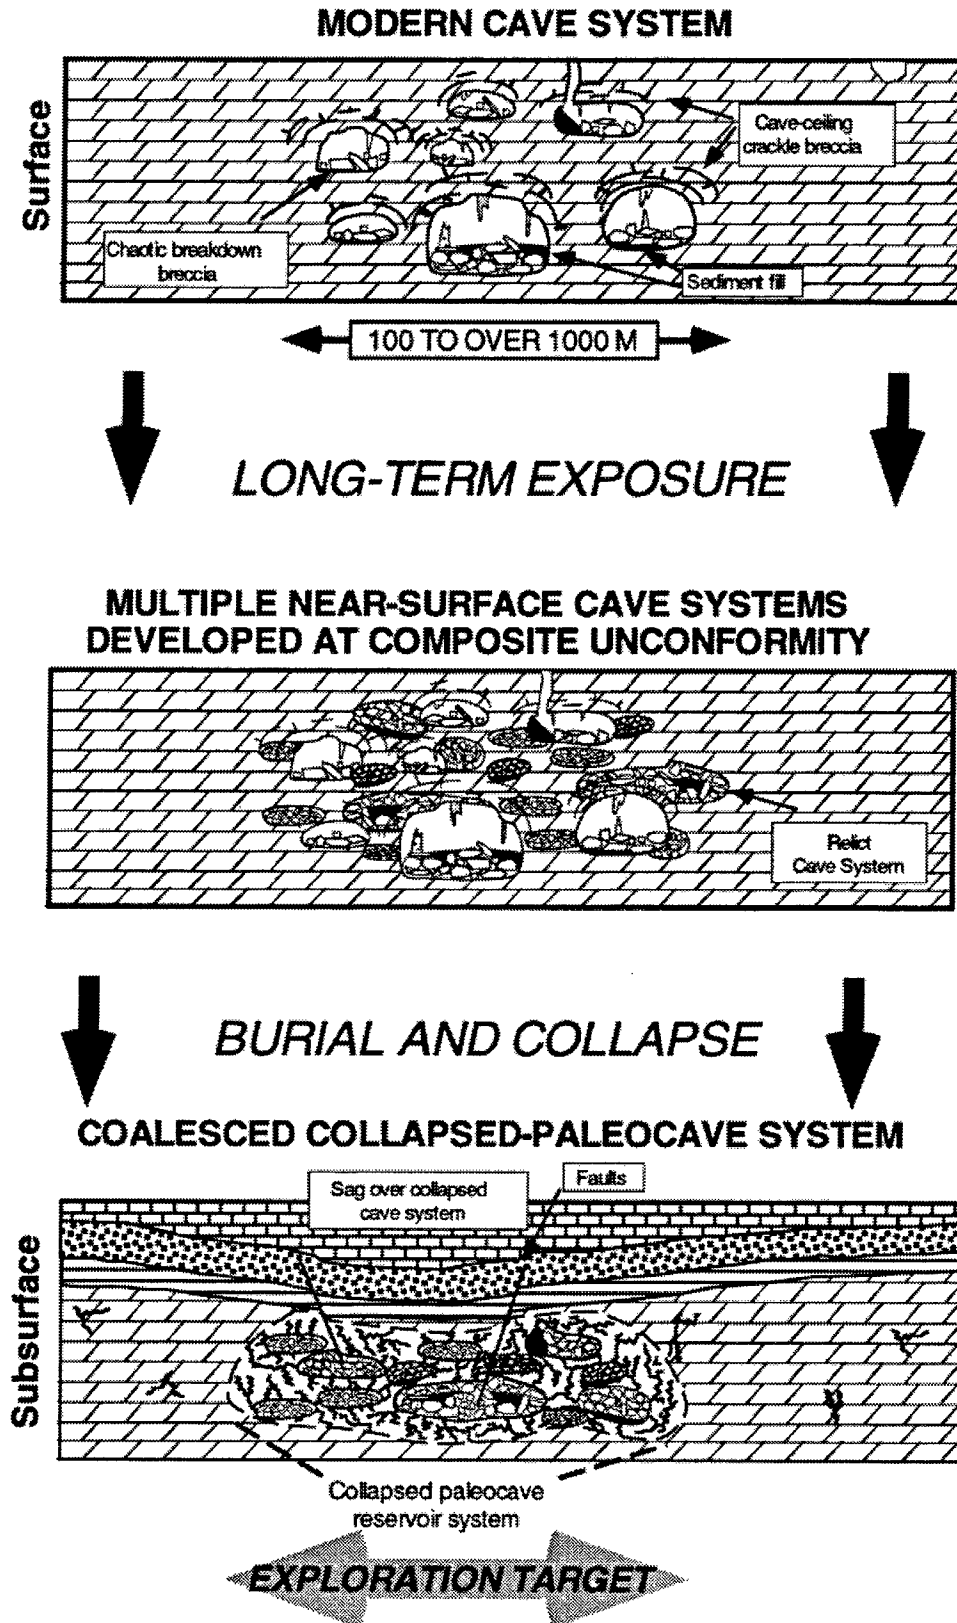 MODERN CAVE SYSTEM
Surface
Cave-ceiling
crackle breccia
Chaotic breakdown
breccia
Sediment fill
100 TO OVER 1000 M
LONG-TERM EXPOSURE
MULTIPLE NEAR-SURFACE CAVE SYSTEMS
DEVELOPED AT COMPOSITE UNCONFORMITY
Relict
Cave System
BURIAL AND COLLAPSE
COALESCED COLLAPSED-PALEOCAVE SYSTEM
Subsurface
Sag over collapsed
cave system
Faults
Collapsed paleocave
reservoir system
EXPLORATION TARGET